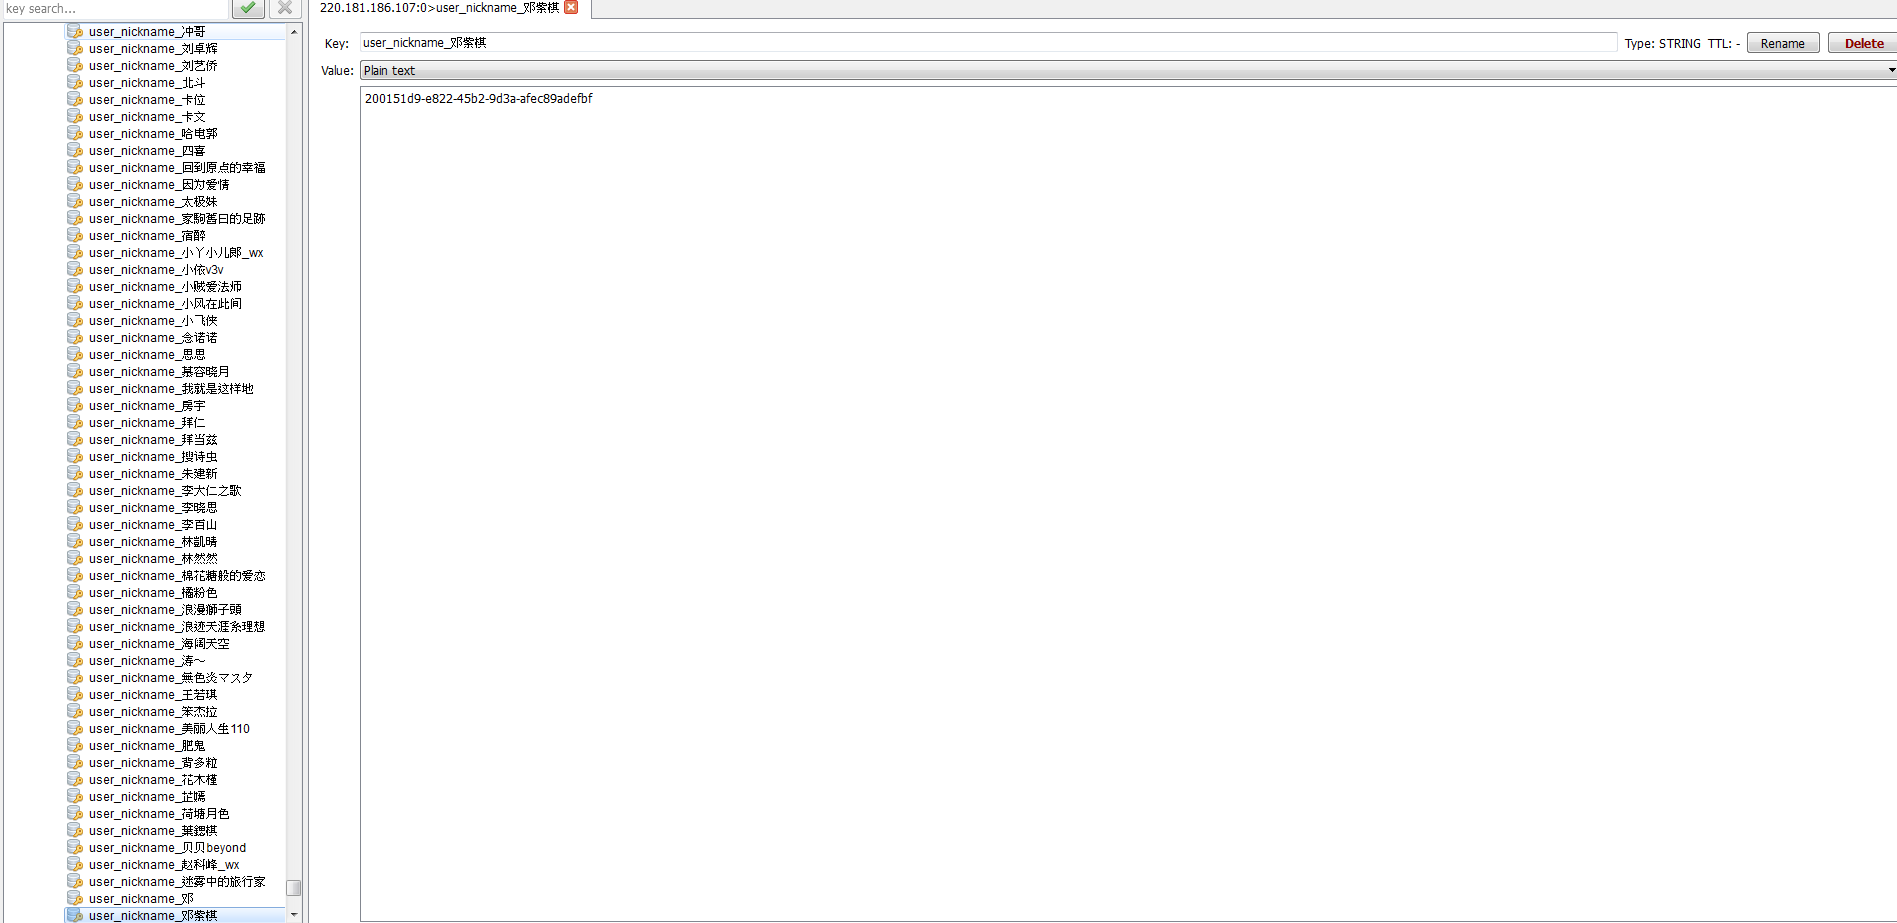 key search...
user_nickname_冲哥
user_nickname_刘卓辉
user_nickname_刘艺侨
user_nickname_北斗
user_nickname_卡位
user_nickname_卡文
user_nickname_哈电郭
user_nickname_四喜
user_nickname_回到原点的幸福
user_nickname_因为爱情
user_nickname_太极妹
user_nickname_家駒舊曰的足跡
user_nickname_宿醉
user_nickname_小丫小儿郎_wx
user_nickname_小依v3v
user_nickname_小贼爱法师
user_nickname_小风在此间
user_nickname_小飞侠
user_nickname_念诺诺
user_nickname_思思
user_nickname_慕容晓月
user_nickname_我就是这样地
user_nickname_房宇
user_nickname_拜仁
user_nickname_拜当兹
user_nickname_搜诗虫
user_nickname_朱建新
user_nickname_李大仁之歌
user_nickname_李晓思
user_nickname_李百山
user_nickname_林凱晴
user_nickname_林然然
user_nickname_棉花糖般的爱恋
user_nickname_橘粉色
user_nickname_浪漫獅子頭
user_nickname_浪迹天涯糸理想
user_nickname_海阔天空
user_nickname_涛～
user_nickname_無色炎マスタ
user_nickname_王若琪
user_nickname_笨杰拉
user_nickname_美丽人生110
user_nickname_肥鬼
user_nickname_背多粒
user_nickname_花木槿
user_nickname_芷嫣
user_nickname_荷塘月色
user_nickname_葉鍶棋
user_nickname_贝贝beyond
user_nickname_赵科峰_wx
user_nickname_迷雾中的旅行家
user_nickname_邓
user_nickname_邓紫棋
220.181.186.107:0>user_nickname_邓紫棋
Key: user_nickname_邓紫棋 Type: STRING TTL: - Rename Delete
Value: Plain text
200151d9-e822-45b2-9d3a-afec89adefbf